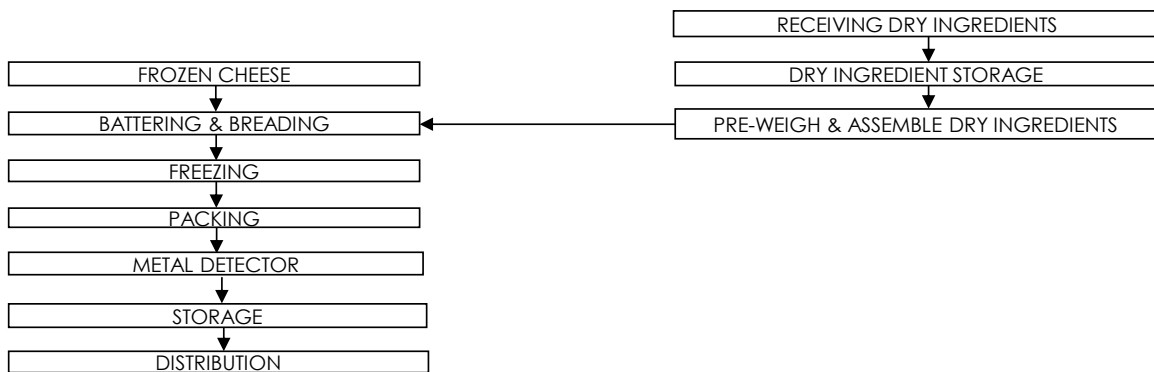 RECEIVING DRY INGREDIENTS
FROZEN CHEESE
DRY INGREDIENT STORAGE
BATTERING & BREADING
PRE-WEIGH & ASSEMBLE DRY INGREDIENTS
FREEZING
PACKING
METAL DETECTOR
STORAGE
DISTRIBUTION